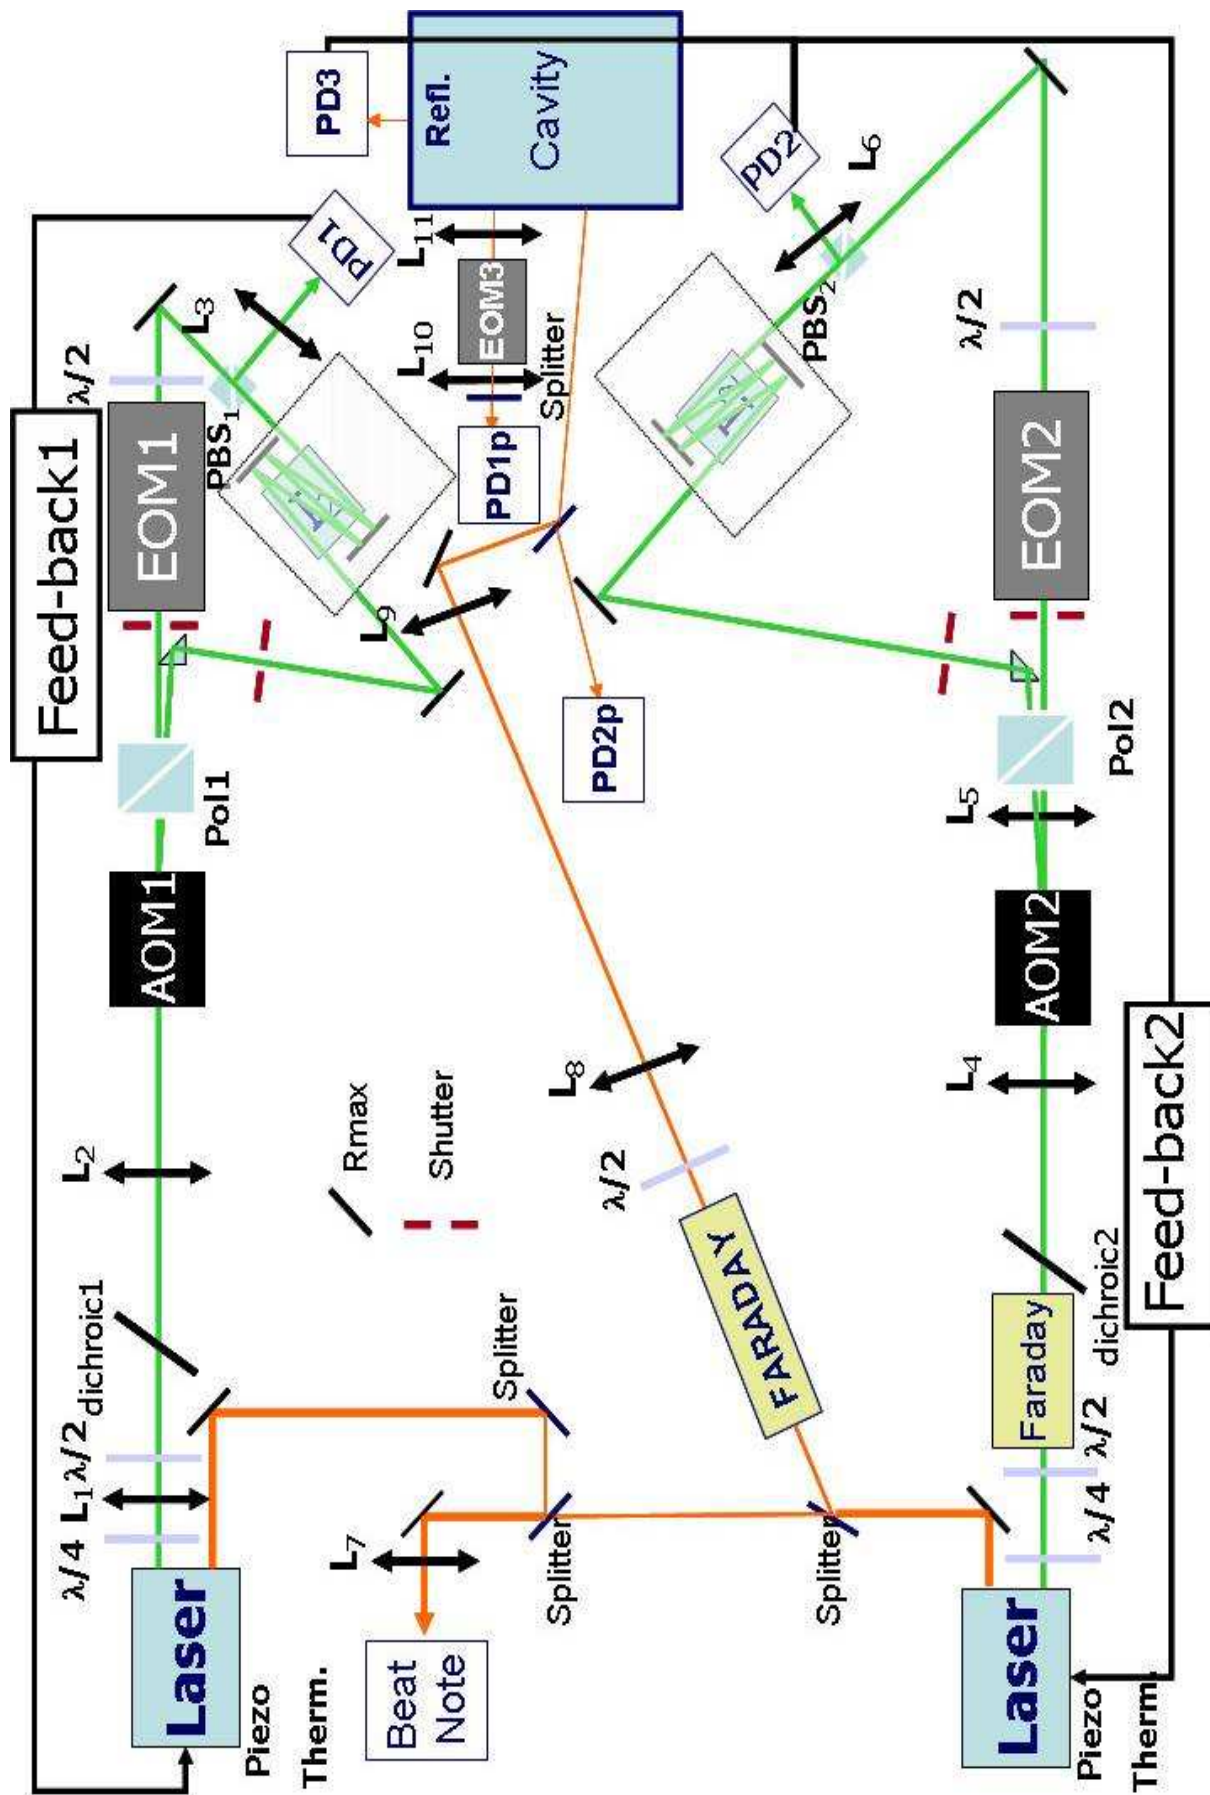 Feed-back1
Laser
Piezo
Therm.
λ/4
L1
λ/2
dichroic1
L2
AOM1
Pol1
EOM1
λ/2
PBS1
L3
PD1
PD3
Refl.
Cavity
L11
EOM3
L10
Splitter
PD1p
L9
PD2p
Beat
Note
L7
Splitter
Splitter
Splitter
FARADAY
λ/2
L8
Rmax
Shutter
PD2
L6
PBS2
λ/2
EOM2
Pol2
L5
AOM2
L4
dichroic2
Faraday
λ/2
λ/4
Laser
Piezo
Therm.
Feed-back2